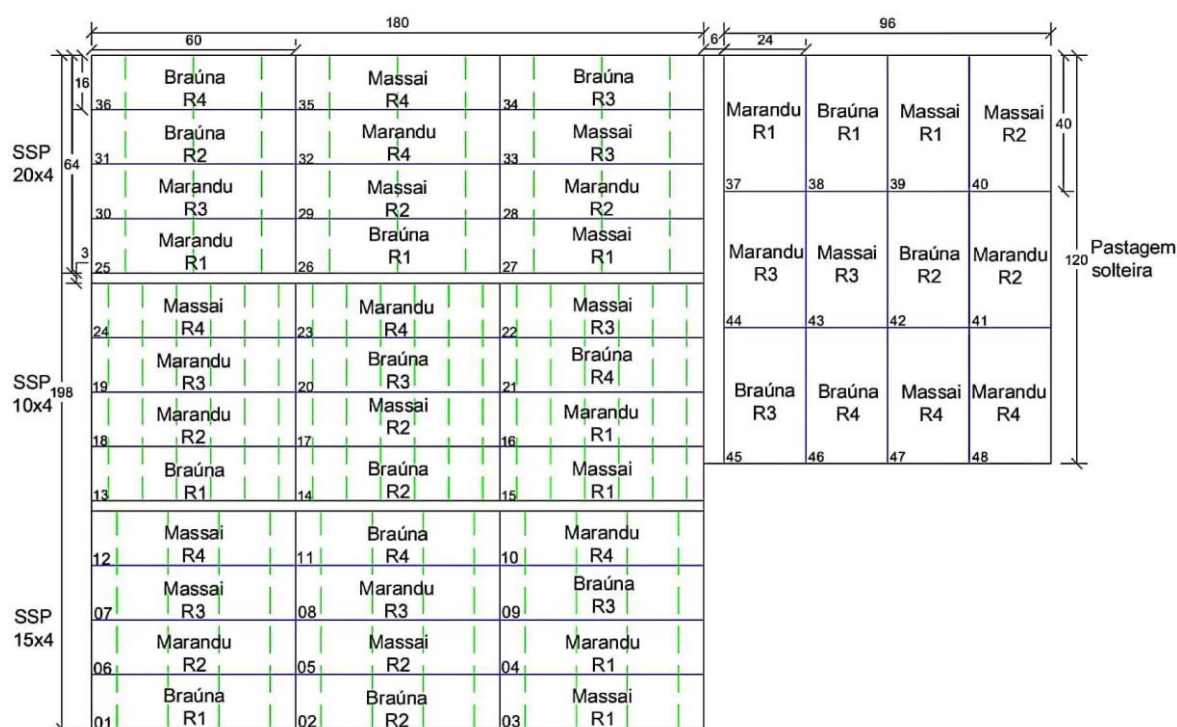 180
96
60
6
24
16
Braúna
R4
36
Massai
R4
35
Braúna
R3
34
SSP
20x4
64
Braúna
R2
31
Marandu
R4
32
Massai
R3
33
Marandu
R3
30
Massai
R2
29
Marandu
R2
28
3
Marandu
R1
25
Braúna
R1
26
Massai
R1
27
Massai
R4
24
Marandu
R4
23
Massai
R3
22
SSP
10x4
198
Marandu
R3
19
Braúna
R3
20
Braúna
R4
21
Marandu
R2
18
Massai
R2
17
Marandu
R1
16
Braúna
R1
13
Braúna
R2
14
Massai
R1
15
Massai
R4
12
Braúna
R4
11
Marandu
R4
10
SSP
15x4
Massai
R3
07
Marandu
R3
08
Braúna
R3
09
Marandu
R2
06
Massai
R2
05
Marandu
R1
04
Braúna
R1
01
Braúna
R2
02
Massai
R1
03
Marandu
R1
37
Braúna
R1
38
Massai
R1
39
Massai
R2
40
40
Marandu
R3
44
Massai
R3
43
Braúna
R2
42
Marandu
R2
41
120
Pastagem
solteira
Braúna
R3
45
Braúna
R4
46
Massai
R4
47
Marandu
R4
48